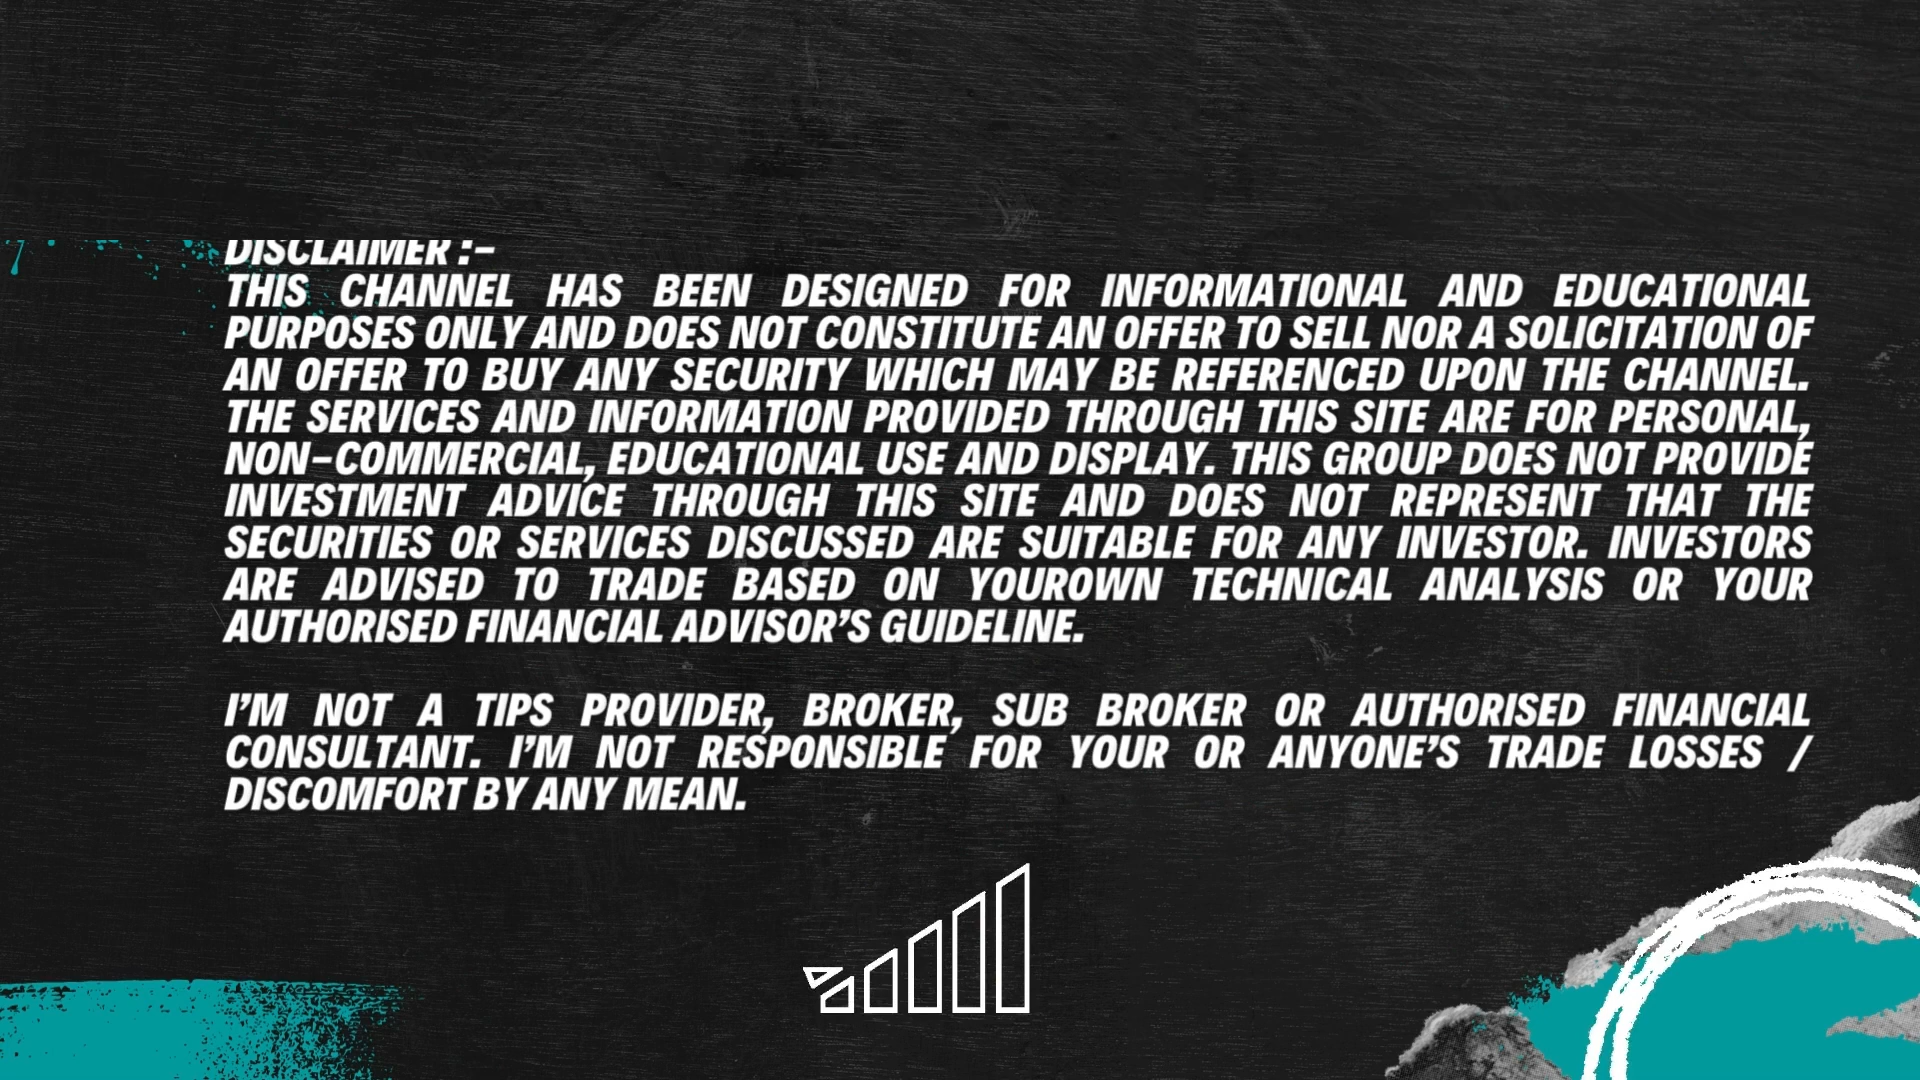 DISCLAIMER :-
THIS CHANNEL HAS BEEN DESIGNED FOR INFORMATIONAL AND EDUCATIONAL
PURPOSES ONLY AND DOES NOT CONSTITUTE AN OFFER TO SELL NOR A SOLICITATION OF
AN OFFER TO BUY ANY SECURITY WHICH MAY BE REFERENCED UPON THE CHANNEL.
THE SERVICES AND INFORMATION PROVIDED THROUGH THIS SITE ARE FOR PERSONAL,
NON-COMMERCIAL, EDUCATIONAL USE AND DISPLAY. THIS GROUP DOES NOT PROVIDE
INVESTMENT ADVICE THROUGH THIS SITE AND DOES NOT REPRESENT THAT THE
SECURITIES OR SERVICES DISCUSSED ARE SUITABLE FOR ANY INVESTOR. INVESTORS
ARE ADVISED TO TRADE BASED ON YOUROWN TECHNICAL ANALYSIS OR YOUR
AUTHORISED FINANCIAL ADVISOR'S GUIDELINE.
I'M NOT A TIPS PROVIDER, BROKER, SUB BROKER OR AUTHORISED FINANCIAL
CONSULTANT. I'M NOT RESPONSIBLE FOR YOUR OR ANYONE'S TRADE LOSSES /
DISCOMFORT BY ANY MEAN.